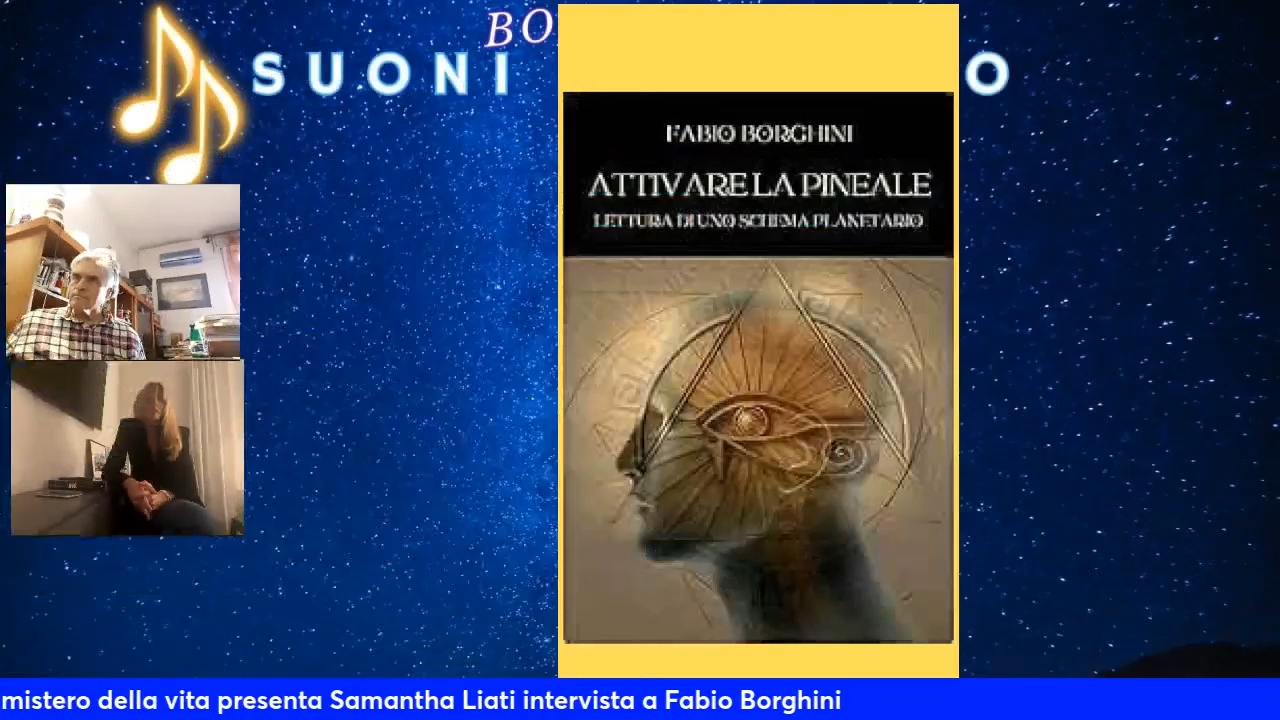 BO
SUONI
O
FABIO BORGHINI
ATTIVARE LA PINEALE
LETTURA DI UNO SCHEMA PLANETARIO
mistero della vita presenta Samantha Liati intervista a Fabio Borghini